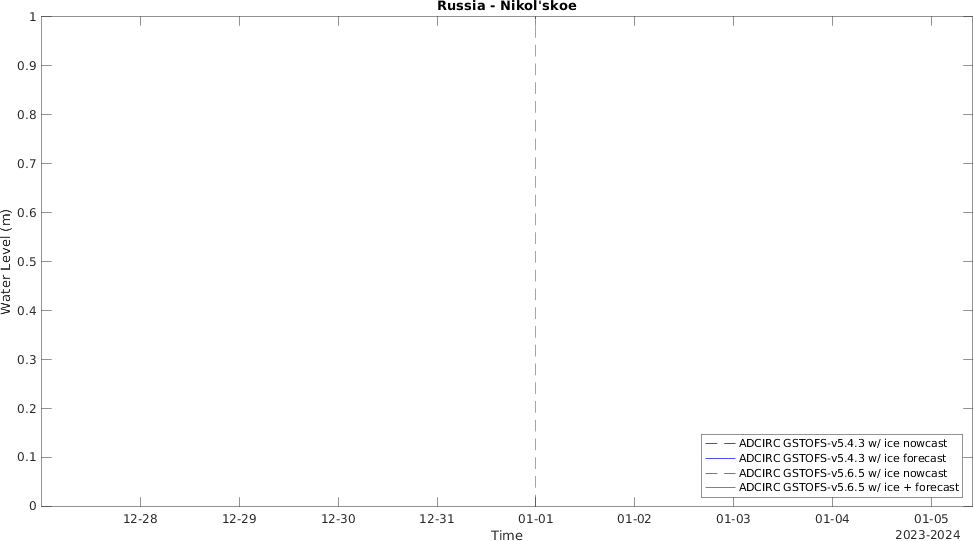 Russia - Nikol'skoe
1
0.9
0.8
0.7
0.6
0.5
0.4
0.3
0.2
0.1
0
Water Level (m)
ADCIRC GSTOFS-v5.4.3 w/ ice nowcast
ADCIRC GSTOFS-v5.4.3 w/ ice forecast
ADCIRC GSTOFS-v5.6.5 w/ ice nowcast
ADCIRC GSTOFS-v5.6.5 w/ ice + forecast
12-28 12-29 12-30 12-31 01-01 01-02 01-03 01-04 01-05
Time
2023-2024